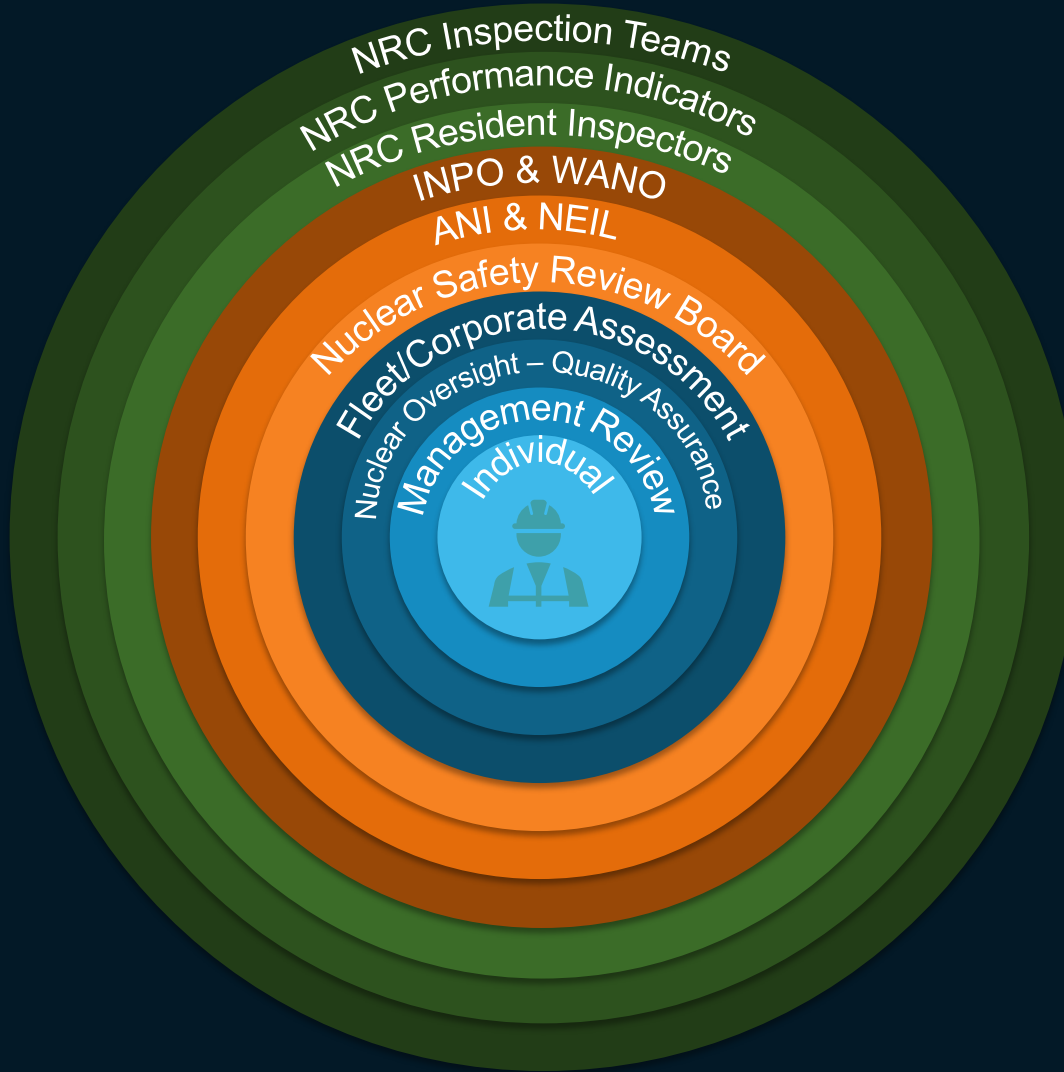 NRC Inspection Teams
NRC Performance Indicators
NRC Resident Inspectors
INPO & WANO
ANI & NEIL
Nuclear Safety Review Board
Fleet/Corporate Assessment
Nuclear Oversight – Quality Assurance
Management Review
Individual